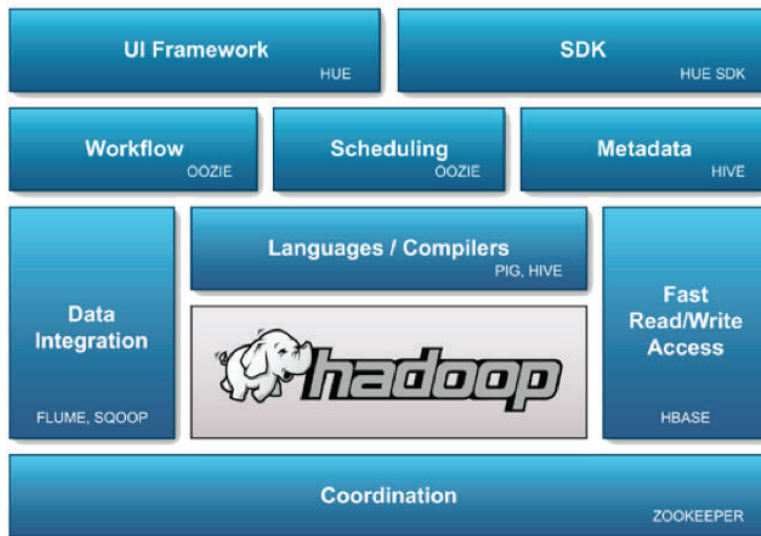 UI Framework
HUE
SDK
HUE SDK
Workflow
OOZIE
Scheduling
OOZIE
Metadata
HIVE
Data
Integration
FLUME, SQOOP
Languages / Compilers
PIG, HIVE
hadoop
Fast
Read/Write
Access
HBASE
Coordination
ZOOKEEPER